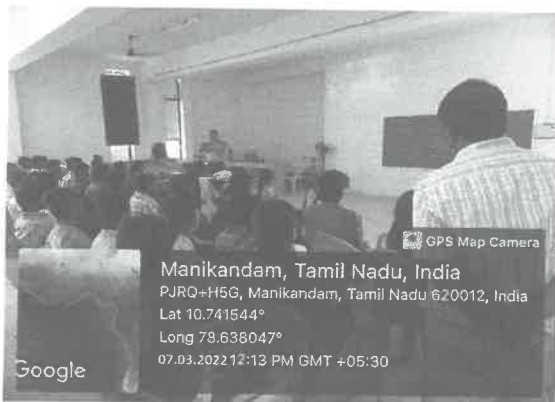 GPS Map Camera
Manikandam, Tamil Nadu, India
PJRQ+H5G, Manikandam, Tamil Nadu 620012, India
Lat 10.741544°
Long 78.638047°
07.03.2022 12:13 PM GMT +05:30
Google